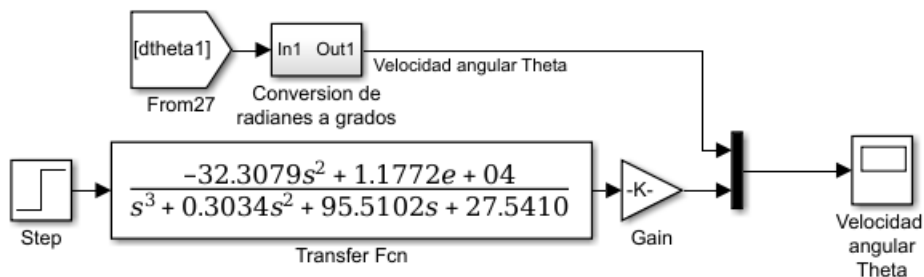 [dtheta1]
In1 Out1
Velocidad angular Theta
From27
Conversion de
radianes a grados
−32.3079s² + 1.1772e + 04
s³ + 0.3034s² + 95.5102s + 27.5410
-K-
Step
Transfer Fcn
Gain
Velocidad
angular
Theta